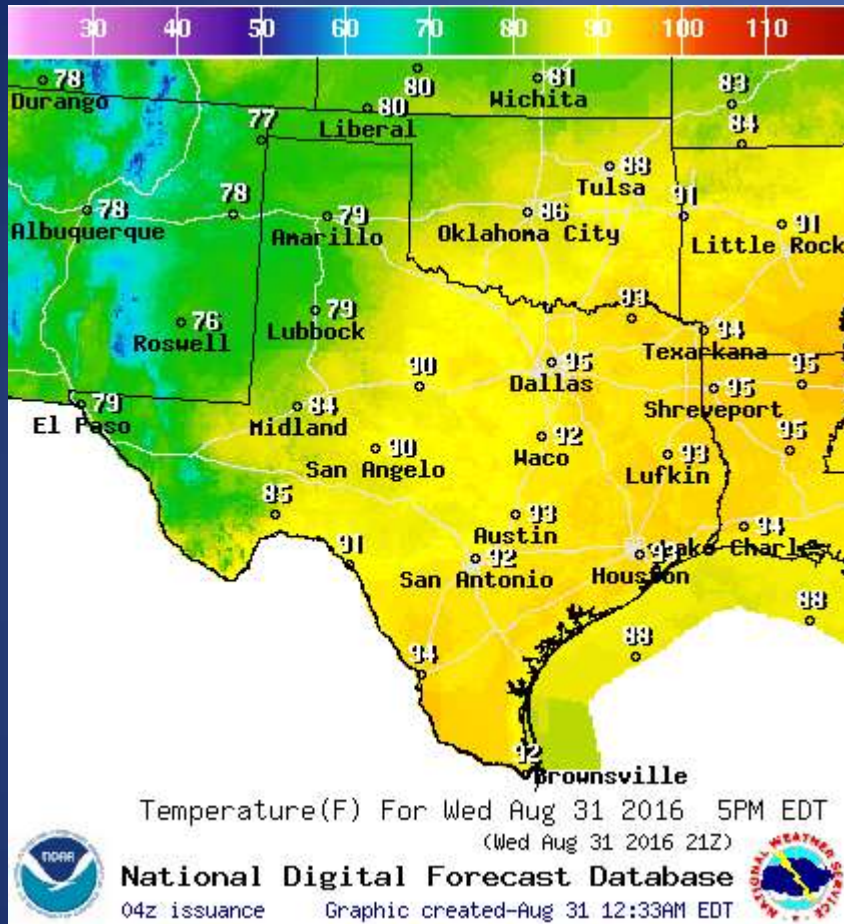 30 40 50 60 70 80 90 100 110
78
Durango
80
81
Wichita
83
80
Liberal
77
84
88
Tulsa
78
Albuquerque
78
79
Amarillo
86
Oklahoma City
91
91
Little Rock
76
Roswell
79
Lubbock
93
94
Texarkana
90
95
Dallas
95
Shreveport
95
79
El Paso
84
Midland
90
San Angelo
92
Waco
93
Lufkin
95
85
93
Austin
94
Lake Charles
91
92
San Antonio
93
Houston
88
88
94
92
Brownsville
Temperature(F) For Wed Aug 31 2016 5PM EDT
(Wed Aug 31 2016 21Z)
NOAA
National Digital Forecast Database
04z issuance Graphic created-Aug 31 12:33AM EDT
NATIONAL WEATHER SERVICE